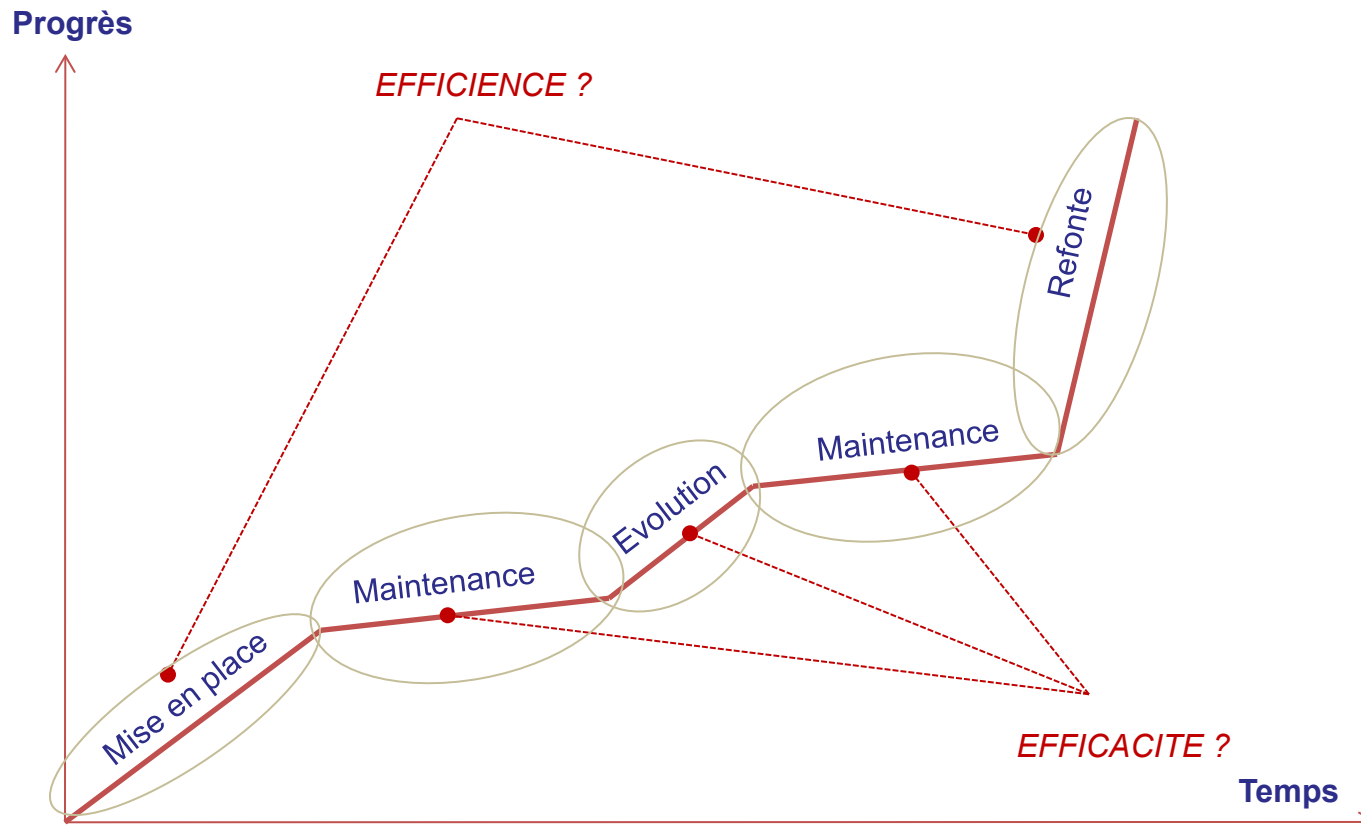 Progrès
EFFICIENCE ?
Refonte
Maintenance
Evolution
Maintenance
Mise en place
EFFICACITE ?
Temps